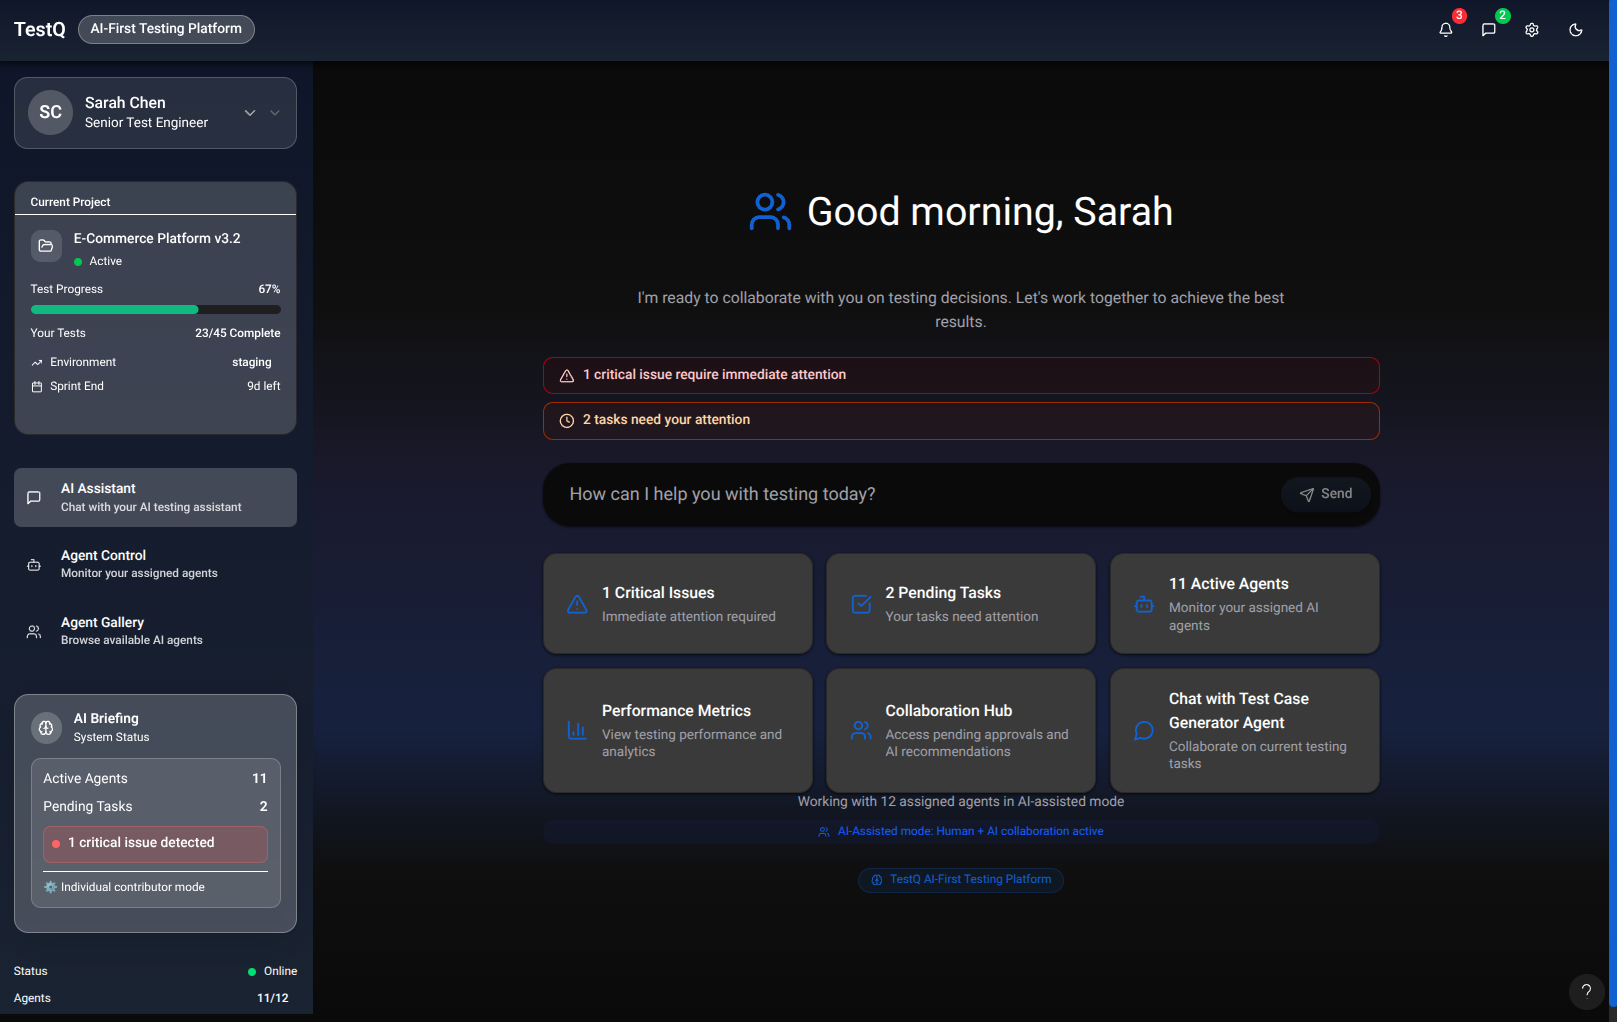 TestQ
AI-First Testing Platform
3
2
SC
Sarah Chen
Senior Test Engineer
Current Project
E-Commerce Platform v3.2
Active
Test Progress 67%
Your Tests 23/45 Complete
Environment staging
Sprint End 9d left
AI Assistant
Chat with your AI testing assistant
Agent Control
Monitor your assigned agents
Agent Gallery
Browse available AI agents
AI Briefing
System Status
Active Agents 11
Pending Tasks 2
1 critical issue detected
Individual contributor mode
Status Online
Agents 11/12
Good morning, Sarah
I'm ready to collaborate with you on testing decisions. Let's work together to achieve the best
results.
1 critical issue require immediate attention
2 tasks need your attention
How can I help you with testing today?
Send
1 Critical Issues
Immediate attention required
2 Pending Tasks
Your tasks need attention
11 Active Agents
Monitor your assigned AI
agents
Performance Metrics
View testing performance and
analytics
Collaboration Hub
Access pending approvals and
AI recommendations
Chat with Test Case
Generator Agent
Collaborate on current testing
tasks
Working with 12 assigned agents in AI-assisted mode
AI-Assisted mode: Human + AI collaboration active
TestQ AI-First Testing Platform
?